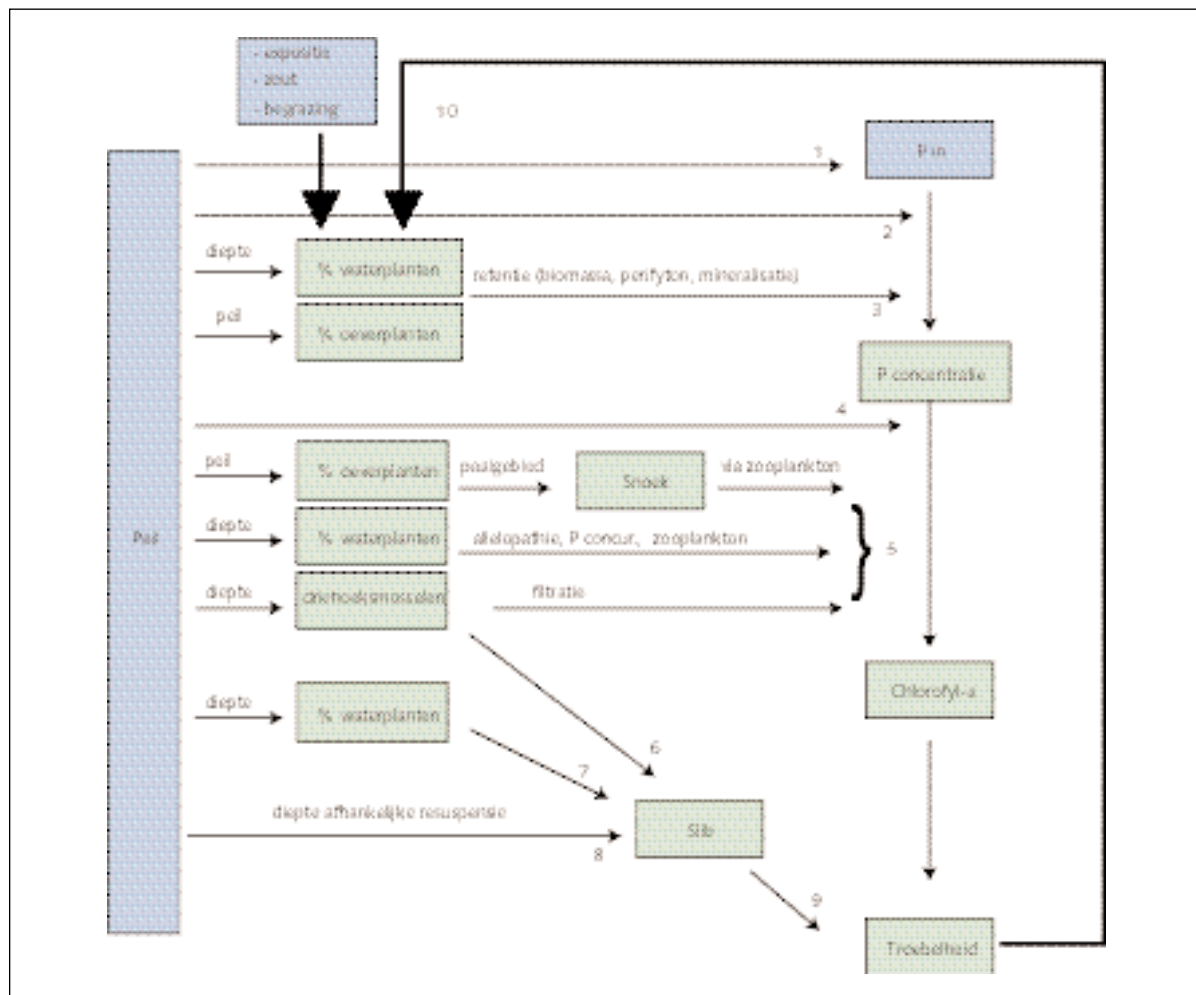 - expositie
- zout
- begrazing
10
1
P in
2
diepte
% waterplanten
retentie (biomassa, perifyton, mineralisatie)
3
peil
% oeverplanten
P concentratie
4
peil
% oeverplanten
paaigebied
Snoek
via zooplankton
diepte
% waterplanten
allelopathie, P concur., zooplankton
5
Peil
diepte
driehoeksmosselen
filtratie
diepte
% waterplanten
Chlorofyl-a
6
7
diepte afhankelijke resuspensie
8
Slib
9
Troebelheid